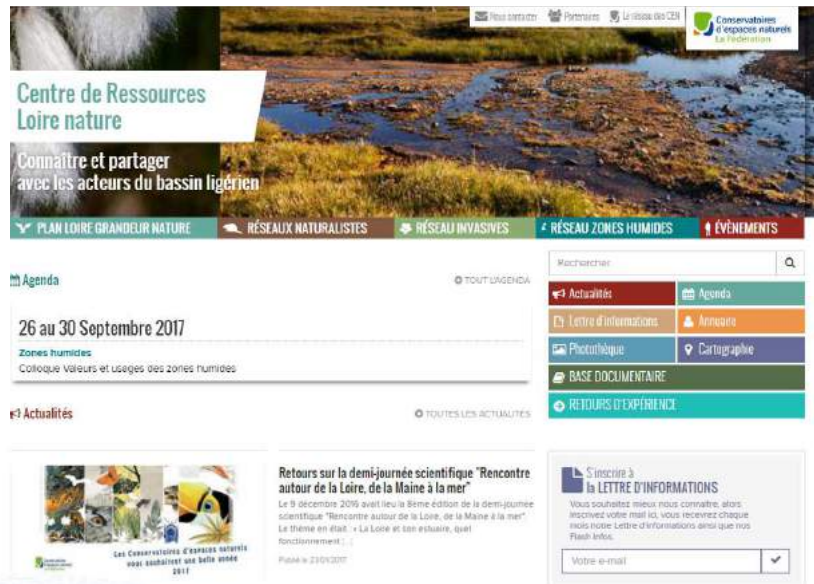 Nous contacter Partenaires Le réseau des CEN
Conservatoires
d'espaces naturels
La Fédération
Centre de Ressources
Loire nature
Connaître et partager
avec les acteurs du bassin ligérien
PLAN LOIRE GRANDEUR NATURE RÉSEAUX NATURALISTES RÉSEAU INVASIVES RÉSEAU ZONES HUMIDES ÉVÈNEMENTS
Agenda TOUT L'AGENDA
26 au 30 Septembre 2017
Zones humides
Colloque Valeurs et usages des zones humides
Actualités TOUTES LES ACTUALITÉS
Les Conservatoires d'espaces naturels
vous souhaitent une belle année
2017
Retours sur la demi-journée scientifique "Rencontre
autour de la Loire, de la Maine à la mer"
Le 9 décembre 2016 avait lieu la 8ème édition de la demi-journée
scientifique "Rencontre autour de la Loire, de la Maine à la mer".
Le thème en était : « La Loire et son estuaire, quel
fonctionnement [...]
Publié le 23/01/2017
Rechercher
Actualités Agenda
Lettre d'informations Annuaire
Photothèque Cartographie
BASE DOCUMENTAIRE
RETOURS D'EXPÉRIENCE
S'inscrire à
la LETTRE D'INFORMATIONS
Vous souhaitez mieux nous connaitre, alors
inscrivez votre mail ici, vous recevrez chaque
mois notre Lettre d'informations ainsi que nos
Flash Infos.
Votre e-mail